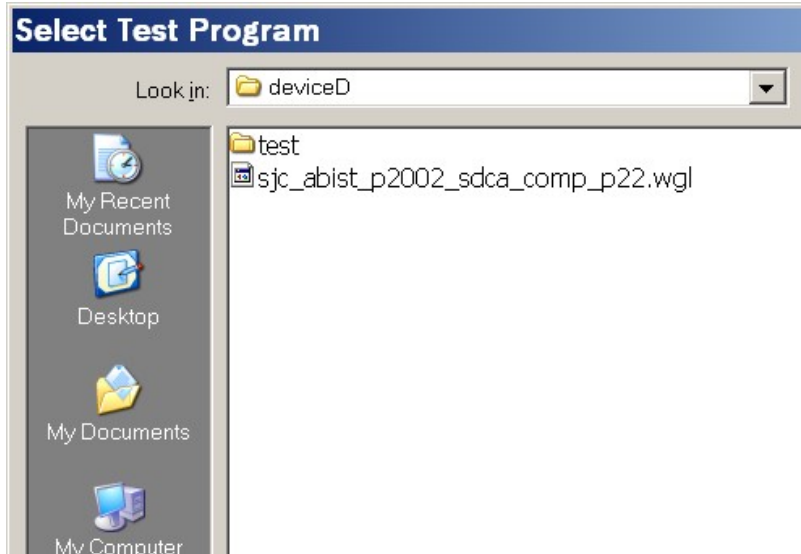 Select Test Program
Look in:
deviceD
test
sjc_abist_p2002_sdca_comp_p22.wgl
My Recent
Documents
Desktop
My Documents
My Computer